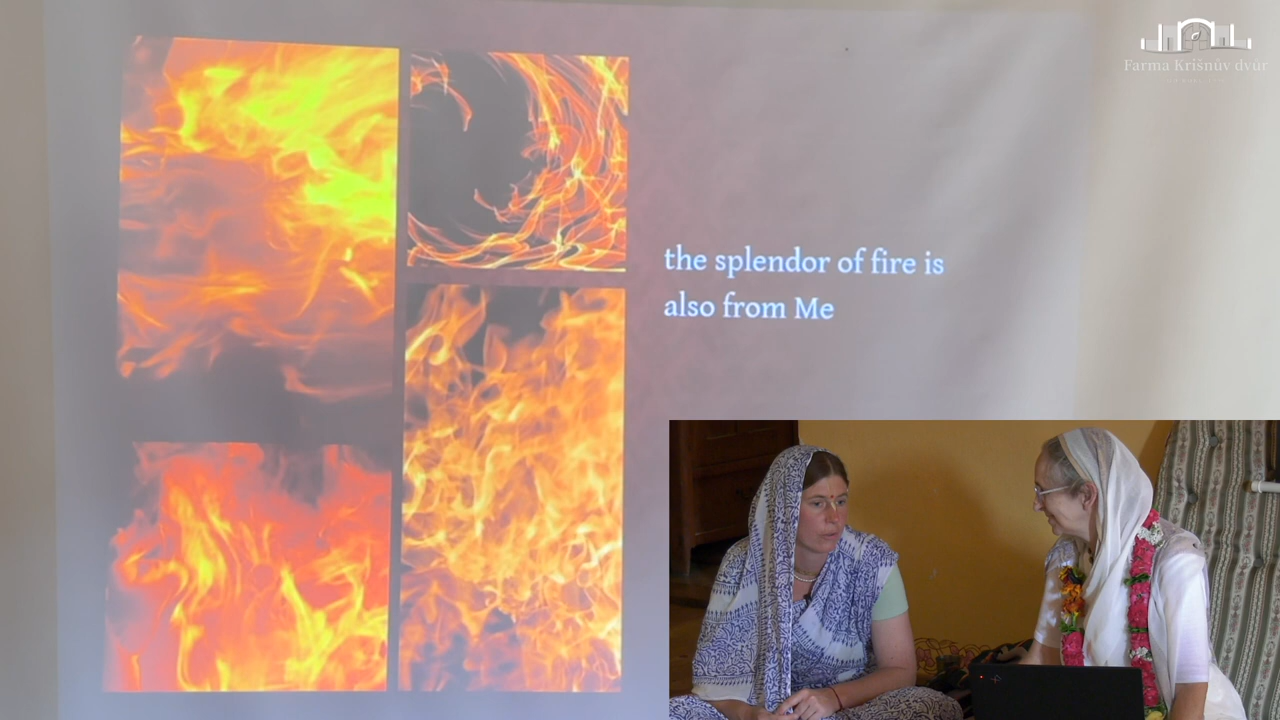 Farma Krišnův dvůr
the splendor of fire is
also from Me